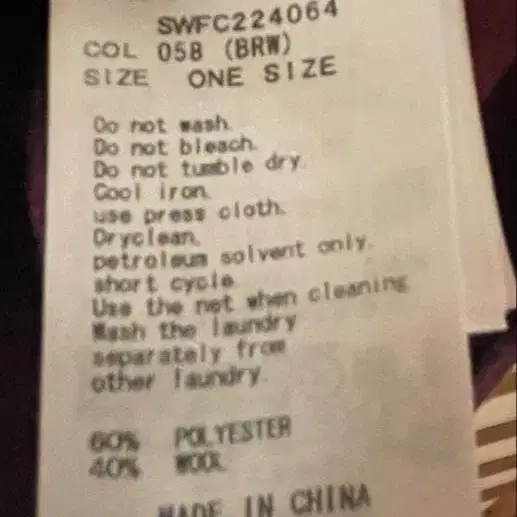 SWFC224064
COL 058 (BRW)
SIZE ONE SIZE
Do not wash.
Do not bleach.
Do not tumble dry.
Cool iron.
use press cloth.
Dryclean,
petroleum solvent only.
short cycle.
Use the net when cleaning
Wash the laundry
separately from
other laundry.
60% POLYESTER
40% WOOL
MADE IN CHINA